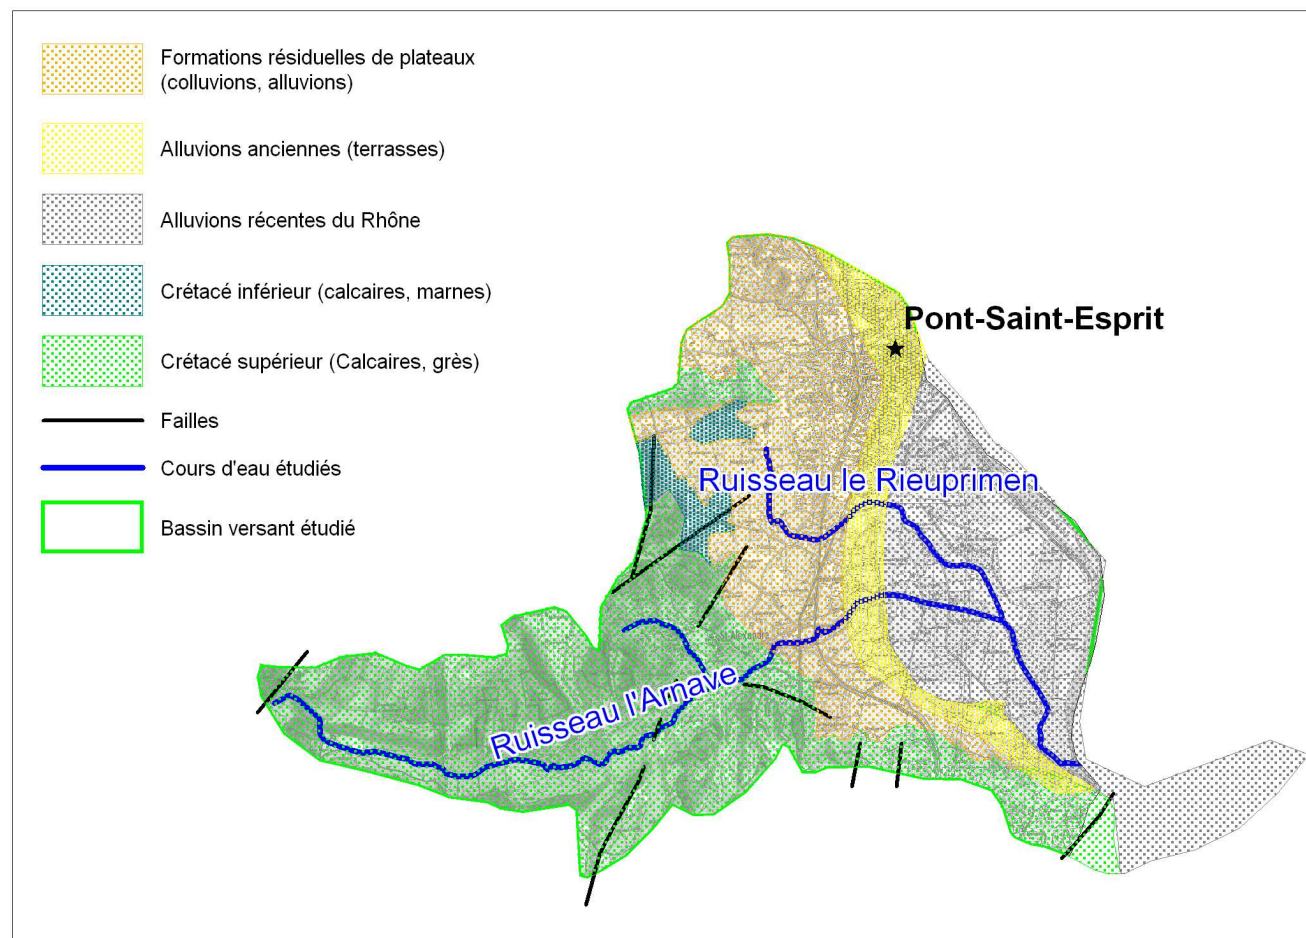 Formations résiduelles de plateaux
(colluvions, alluvions)
Alluvions anciennes (terrasses)
Alluvions récentes du Rhône
Crétacé inférieur (calcaires, marnes)
Crétacé supérieur (Calcaires, grès)
Failles
Cours d'eau étudiés
Bassin versant étudié
Pont-Saint-Esprit
Ruisseau le Rieuprimen
Ruisseau l'Arnave